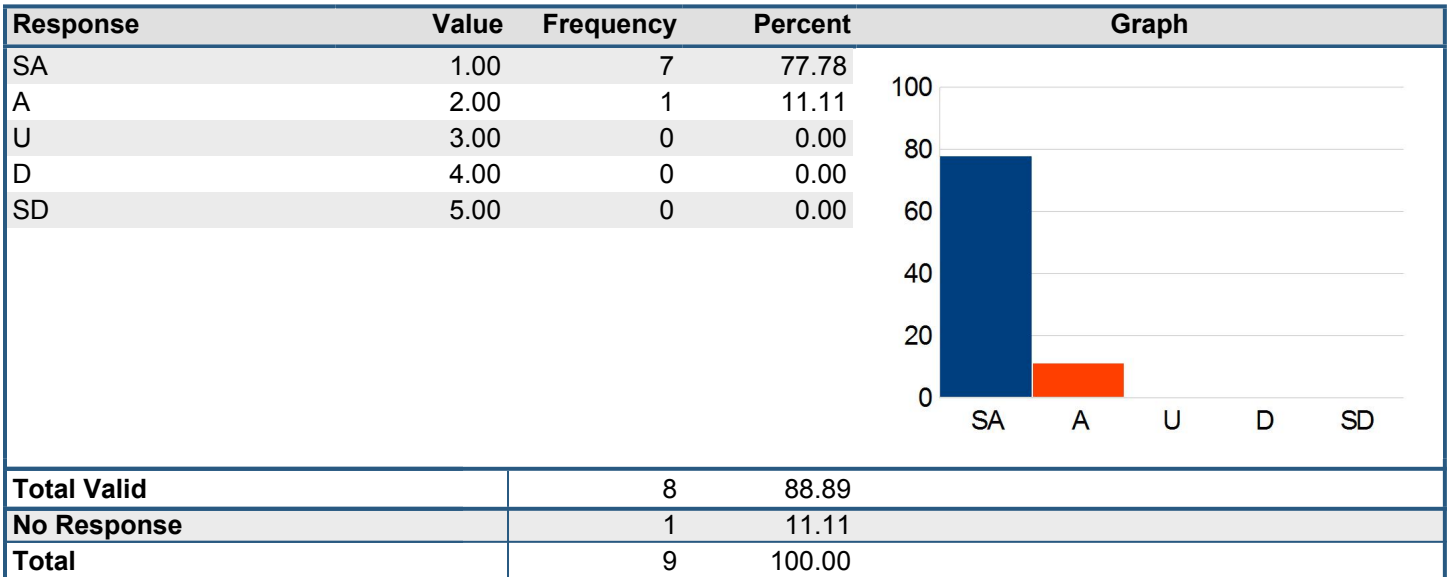 Response Value Frequency Percent Graph
SA 1.00 7 77.78
A 2.00 1 11.11
U 3.00 0 0.00
D 4.00 0 0.00
SD 5.00 0 0.00
100
80
60
40
20
0
SA A U D SD
Total Valid 8 88.89
No Response 1 11.11
Total 9 100.00